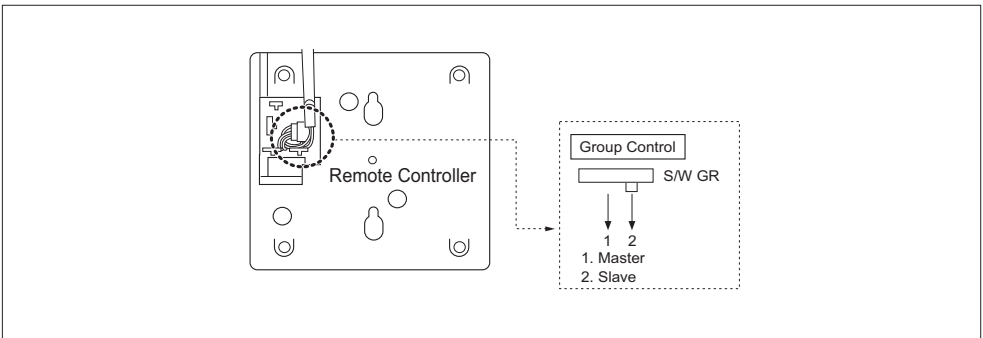 Remote Controller
Group Control
S/W GR
1 2
1. Master
2. Slave